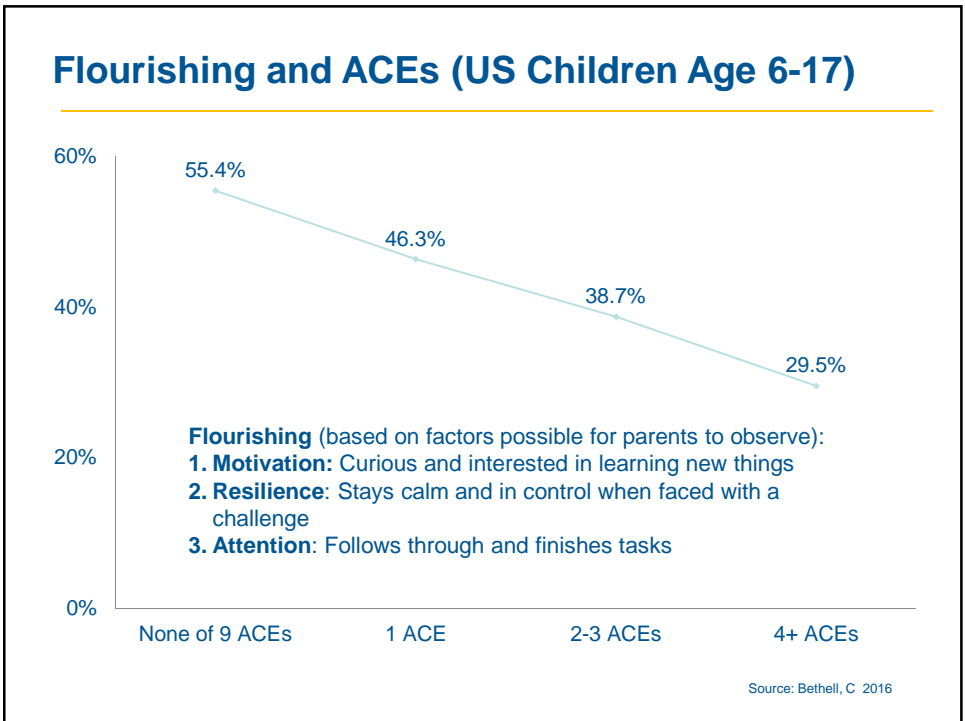 Flourishing and ACEs (US Children Age 6-17)
60%
55.4%
46.3%
40%
38.7%
29.5%
Flourishing (based on factors possible for parents to observe):
20%
1. Motivation: Curious and interested in learning new things
2. Resilience: Stays calm and in control when faced with a
challenge
3. Attention: Follows through and finishes tasks
0%
None of 9 ACEs
1 ACE
2-3 ACEs
4+ ACEs
Source: Bethell, C 2016